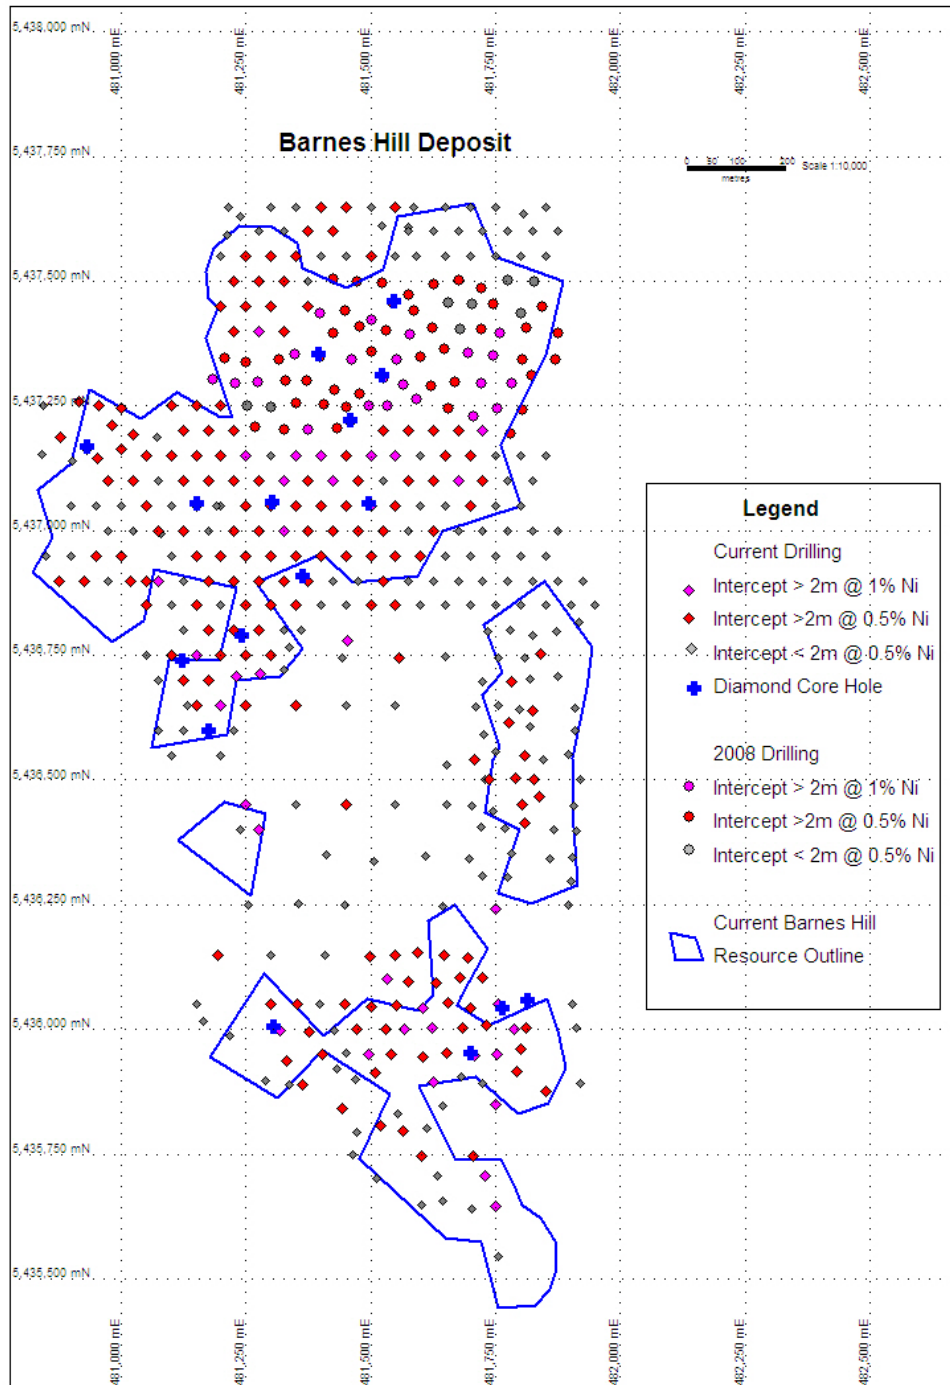 5,438,000 mN
481,000 mE
481,250 mE
481,500 mE
481,750 mE
482,000 mE
482,250 mE
482,500 mE
Barnes Hill Deposit
5,437,750 mN
0 50 100 200 Scale 1:10,000
metres
5,437,500 mN
5,437,250 mN
5,437,000 mN
5,436,750 mN
5,436,500 mN
5,436,250 mN
5,436,000 mN
5,435,750 mN
5,435,500 mN
Legend
Current Drilling
Intercept > 2m @ 1% Ni
Intercept >2m @ 0.5% Ni
Intercept < 2m @ 0.5% Ni
Diamond Core Hole
2008 Drilling
Intercept > 2m @ 1% Ni
Intercept >2m @ 0.5% Ni
Intercept < 2m @ 0.5% Ni
Current Barnes Hill
Resource Outline
481,000 mE
481,250 mE
481,500 mE
481,750 mE
482,000 mE
482,250 mE
482,500 mE